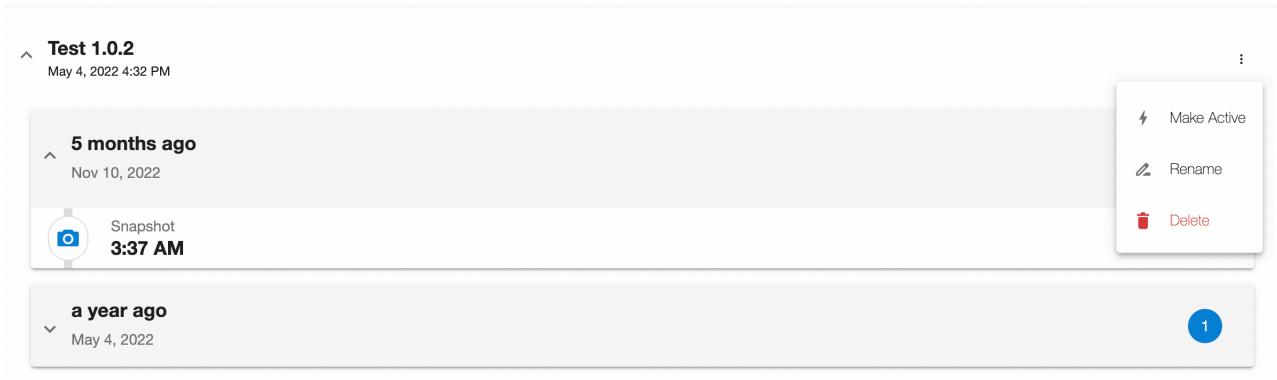 Test 1.0.2
May 4, 2022 4:32 PM
Make Active
5 months ago
Nov 10, 2022
Rename
Snapshot
3:37 AM
Delete
a year ago
May 4, 2022
1